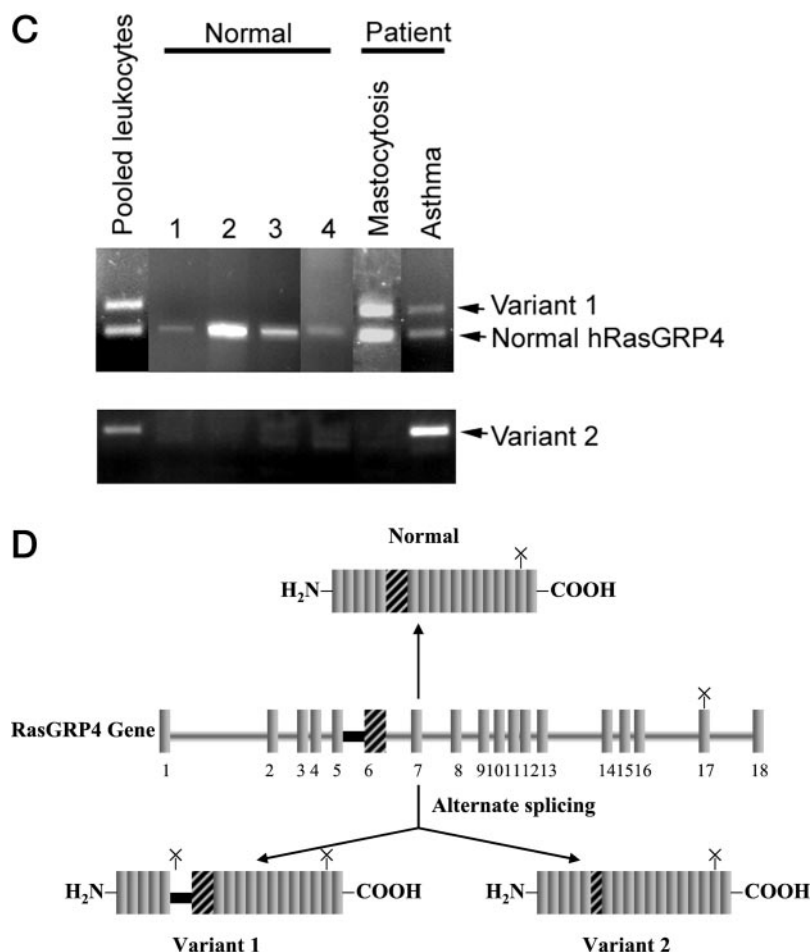 C
Normal
Patient
Pooled leukocytes
Mastocytosis
Asthma
1 2 3 4
Variant 1
Normal hRasGRP4
Variant 2
D
Normal
H₂N COOH
RasGRP4 Gene
1 2 3 4 5 6 7 8 9 10 11 12 13 14 15 16 17 18
Alternate splicing
H₂N COOH H₂N COOH
Variant 1 Variant 2